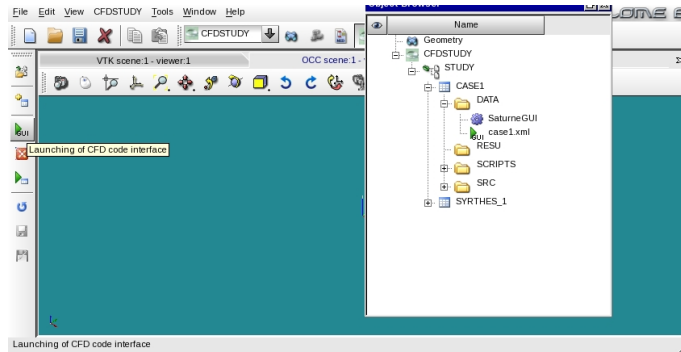 File Edit View CFDSTUDY Tools Window Help
Object Browser
CFDSTUDY
Name
VTK scene:1 - viewer:1
OCC scene:1 -
Geometry
CFDSTUDY
STUDY
CASE1
DATA
SaturneGUI
case1.xml
GUI
RESU
SCRIPTS
SRC
SYRTHES_1
GUI
Launching of CFD code interface
Launching of CFD code interface